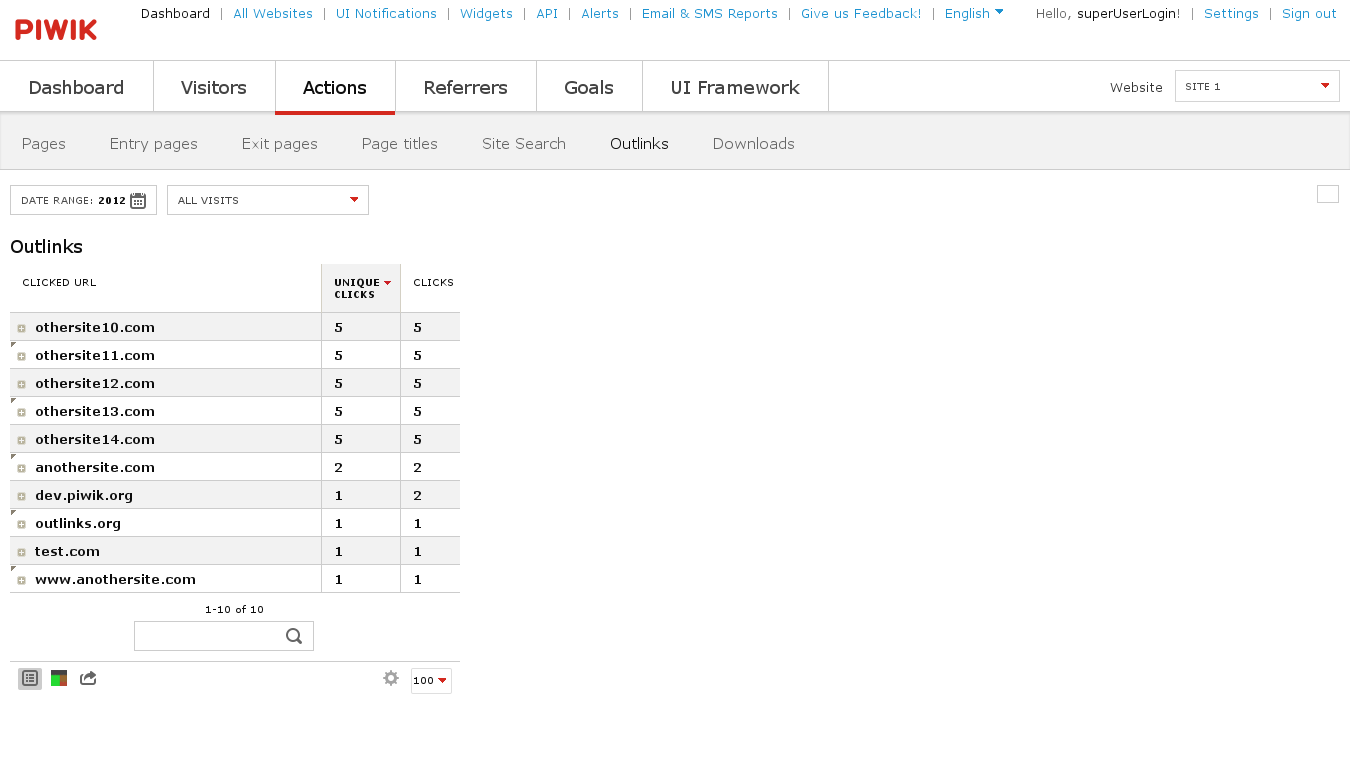 PIWIK
Dashboard | All Websites | UI Notifications | Widgets | API | Alerts | Email & SMS Reports | Give us Feedback! | English Hello, superUserLogin! | Settings | Sign out
Dashboard Visitors Actions Referrers Goals UI Framework Website SITE 1
Pages Entry pages Exit pages Page titles Site Search Outlinks Downloads
DATE RANGE: 2012 ALL VISITS
Outlinks
CLICKED URL UNIQUE CLICKS CLICKS
othersite10.com 5 5
othersite11.com 5 5
othersite12.com 5 5
othersite13.com 5 5
othersite14.com 5 5
anothersite.com 2 2
dev.piwik.org 1 2
outlinks.org 1 1
test.com 1 1
www.anothersite.com 1 1
1-10 of 10
100